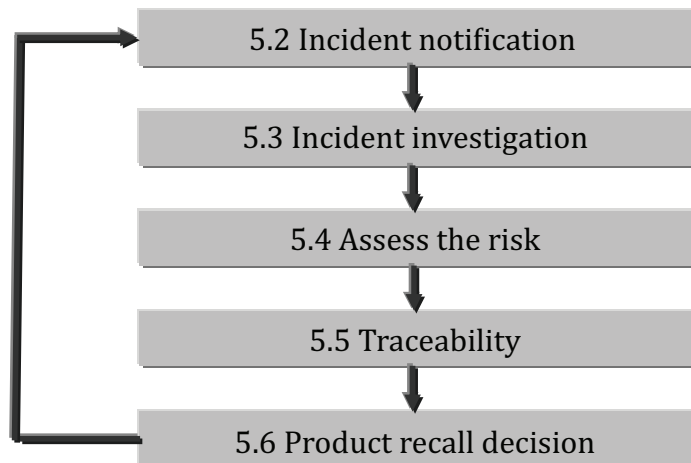 5.2 Incident notification
5.3 Incident investigation
5.4 Assess the risk
5.5 Traceability
5.6 Product recall decision